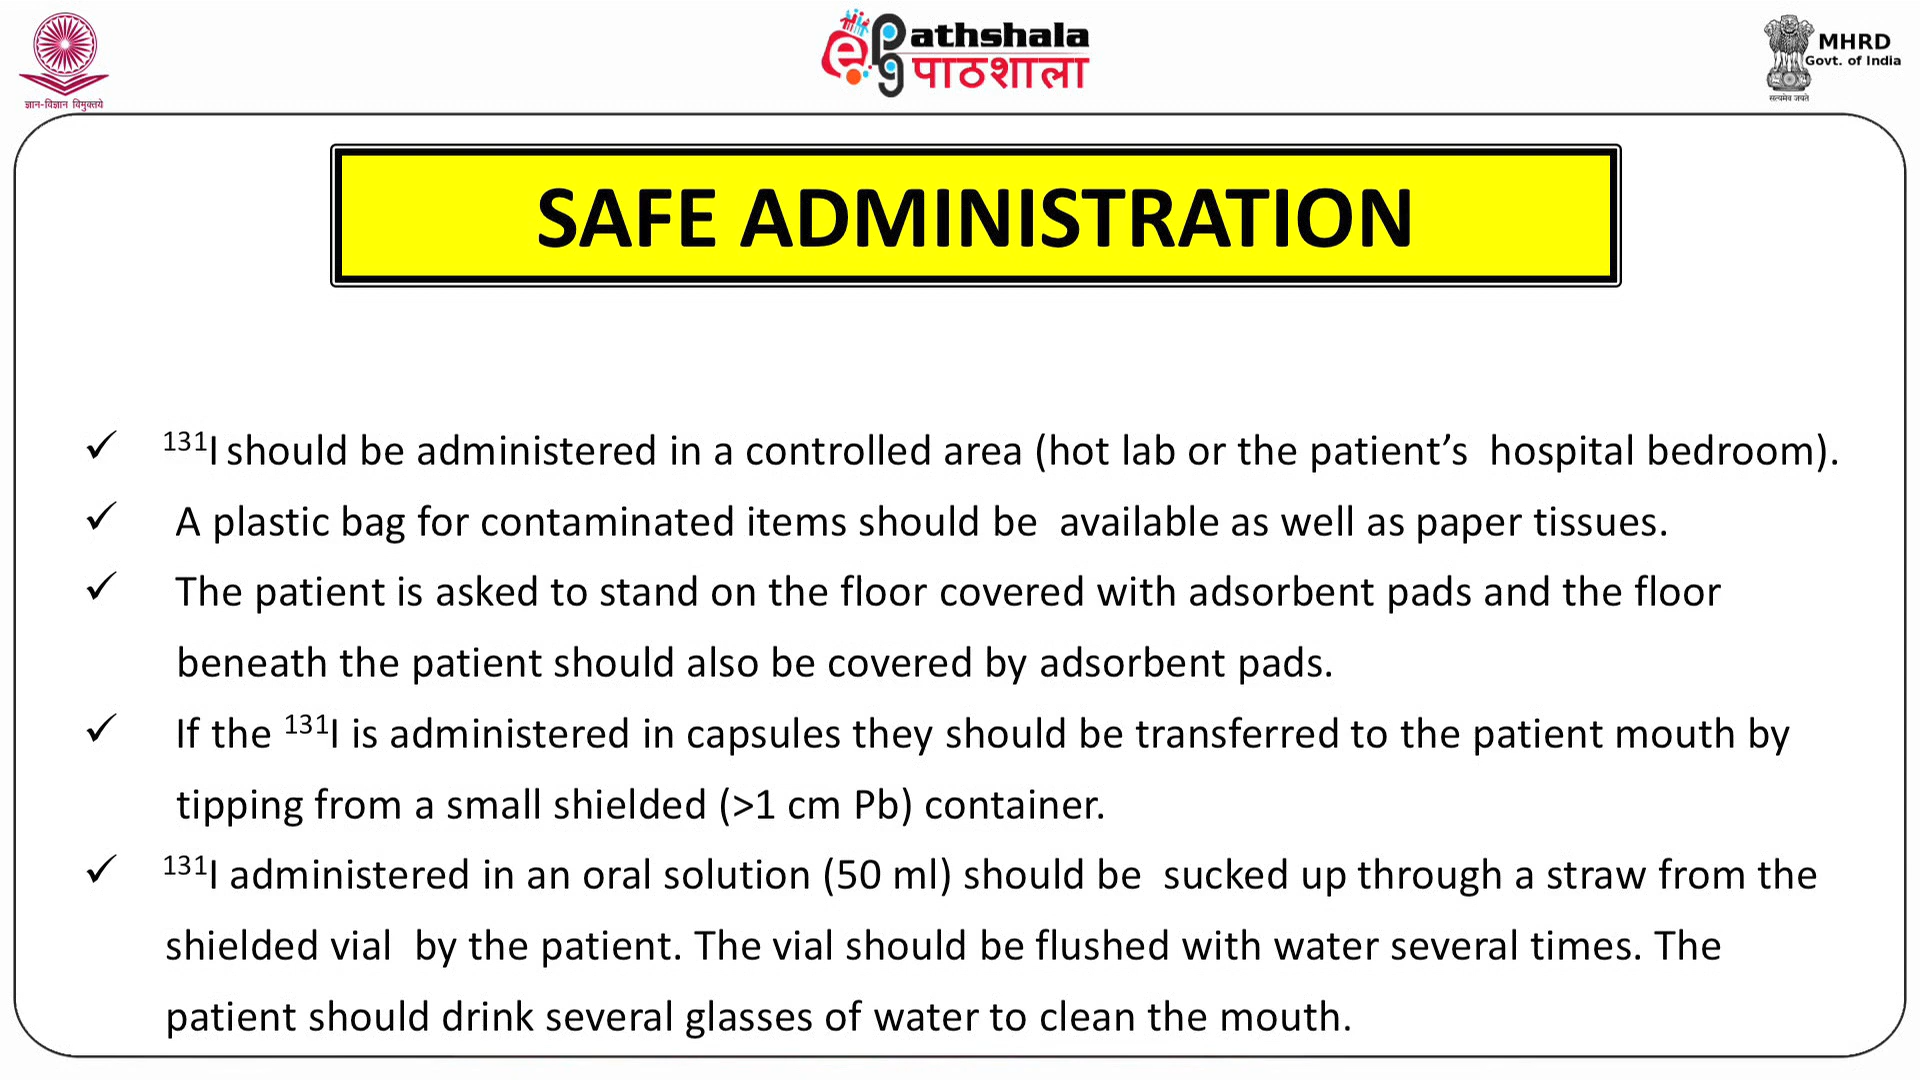 ePg athshala
पाठशाला
MHRD
Govt. of India
ज्ञान-विज्ञान विमुक्तये
सत्यमेव जयते
SAFE ADMINISTRATION
✓ ¹³¹I should be administered in a controlled area (hot lab or the patient’s hospital bedroom).
✓ A plastic bag for contaminated items should be available as well as paper tissues.
✓ The patient is asked to stand on the floor covered with adsorbent pads and the floor
beneath the patient should also be covered by adsorbent pads.
✓ If the ¹³¹I is administered in capsules they should be transferred to the patient mouth by
tipping from a small shielded (>1 cm Pb) container.
✓ ¹³¹I administered in an oral solution (50 ml) should be sucked up through a straw from the
shielded vial by the patient. The vial should be flushed with water several times. The
patient should drink several glasses of water to clean the mouth.